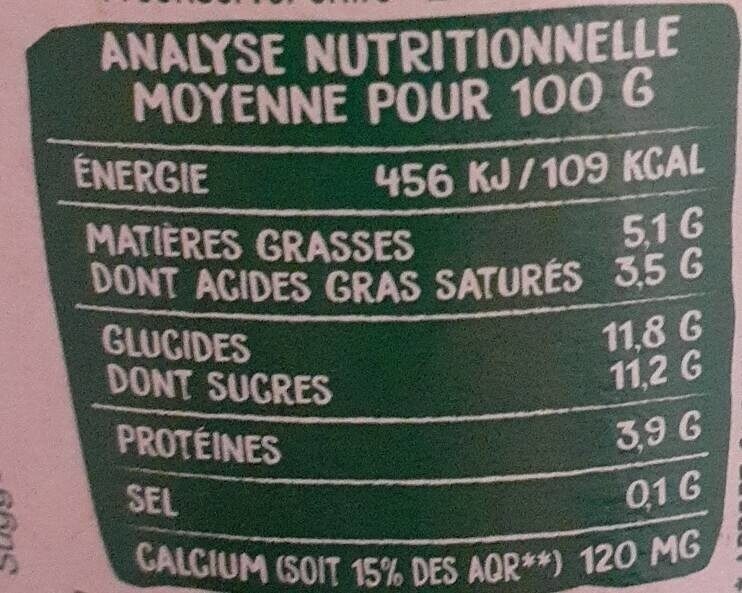 ANALYSE NUTRITIONNELLE
MOYENNE POUR 100 G
ÉNERGIE 456 KJ / 109 KCAL
MATIÈRES GRASSES 5,1 G
DONT ACIDES GRAS SATURÉS 3,5 G
GLUCIDES 11,8 G
DONT SUCRES 11,2 G
PROTÉINES 3,9 G
SEL 0,1 G
CALCIUM (SOIT 15% DES AQR**) 120 MG